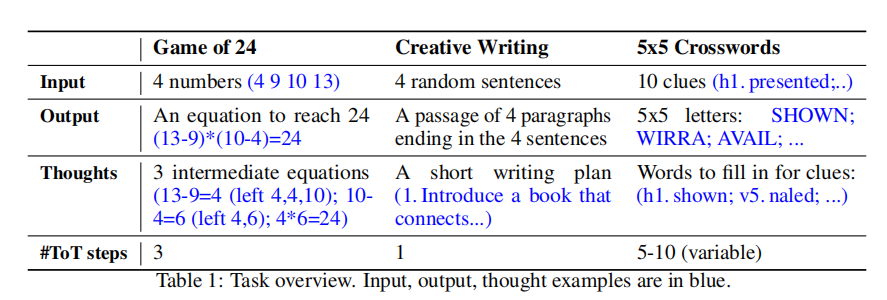 Game of 24 Creative Writing 5x5 Crosswords
Input 4 numbers (4 9 10 13) 4 random sentences 10 clues (h1. presented;..)
Output An equation to reach 24 A passage of 4 paragraphs 5x5 letters: SHOWN;
(13-9)*(10-4)=24 ending in the 4 sentences WIRRA; AVAIL; ...
Thoughts 3 intermediate equations A short writing plan Words to fill in for clues:
(13-9=4 (left 4,4,10); 10- (1. Introduce a book that (h1. shown; v5. naled; ...)
4=6 (left 4,6); 4*6=24) connects...)
#ToT steps 3 1 5-10 (variable)
Table 1: Task overview. Input, output, thought examples are in blue.